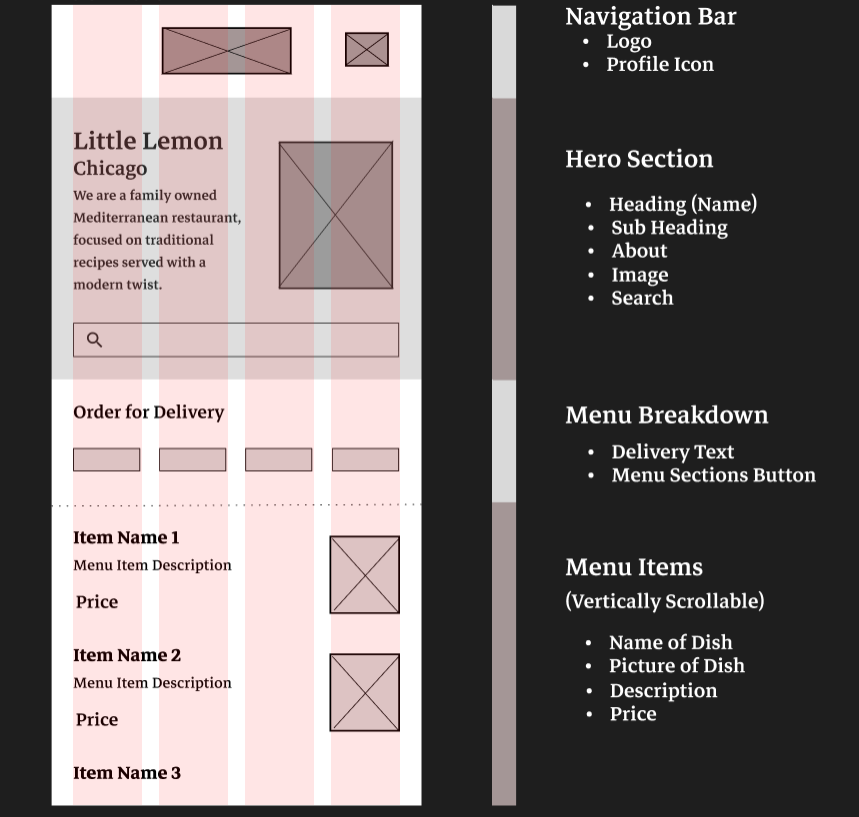 Little Lemon
Chicago
We are a family owned
Mediterranean restaurant,
focused on traditional
recipes served with a
modern twist.
Order for Delivery
Item Name 1
Menu Item Description
Price
Item Name 2
Menu Item Description
Price
Item Name 3
Navigation Bar
• Logo
• Profile Icon
Hero Section
• Heading (Name)
• Sub Heading
• About
• Image
• Search
Menu Breakdown
• Delivery Text
• Menu Sections Button
Menu Items
(Vertically Scrollable)
• Name of Dish
• Picture of Dish
• Description
• Price